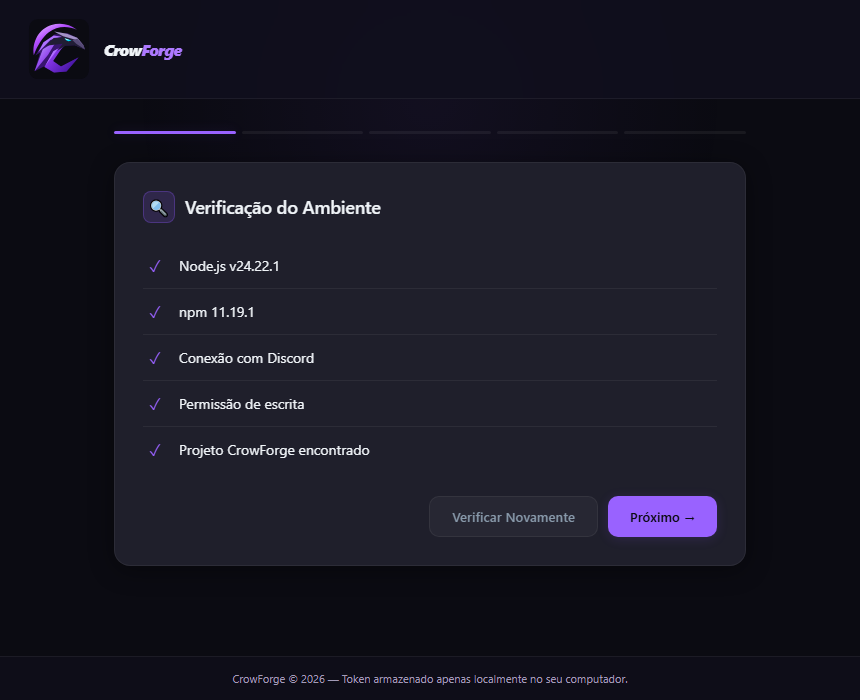 CrowForge
Verificação do Ambiente
✓ Node.js v24.22.1
✓ npm 11.19.1
✓ Conexão com Discord
✓ Permissão de escrita
✓ Projeto CrowForge encontrado
Verificar Novamente
Próximo →
CrowForge © 2026 — Token armazenado apenas localmente no seu computador.